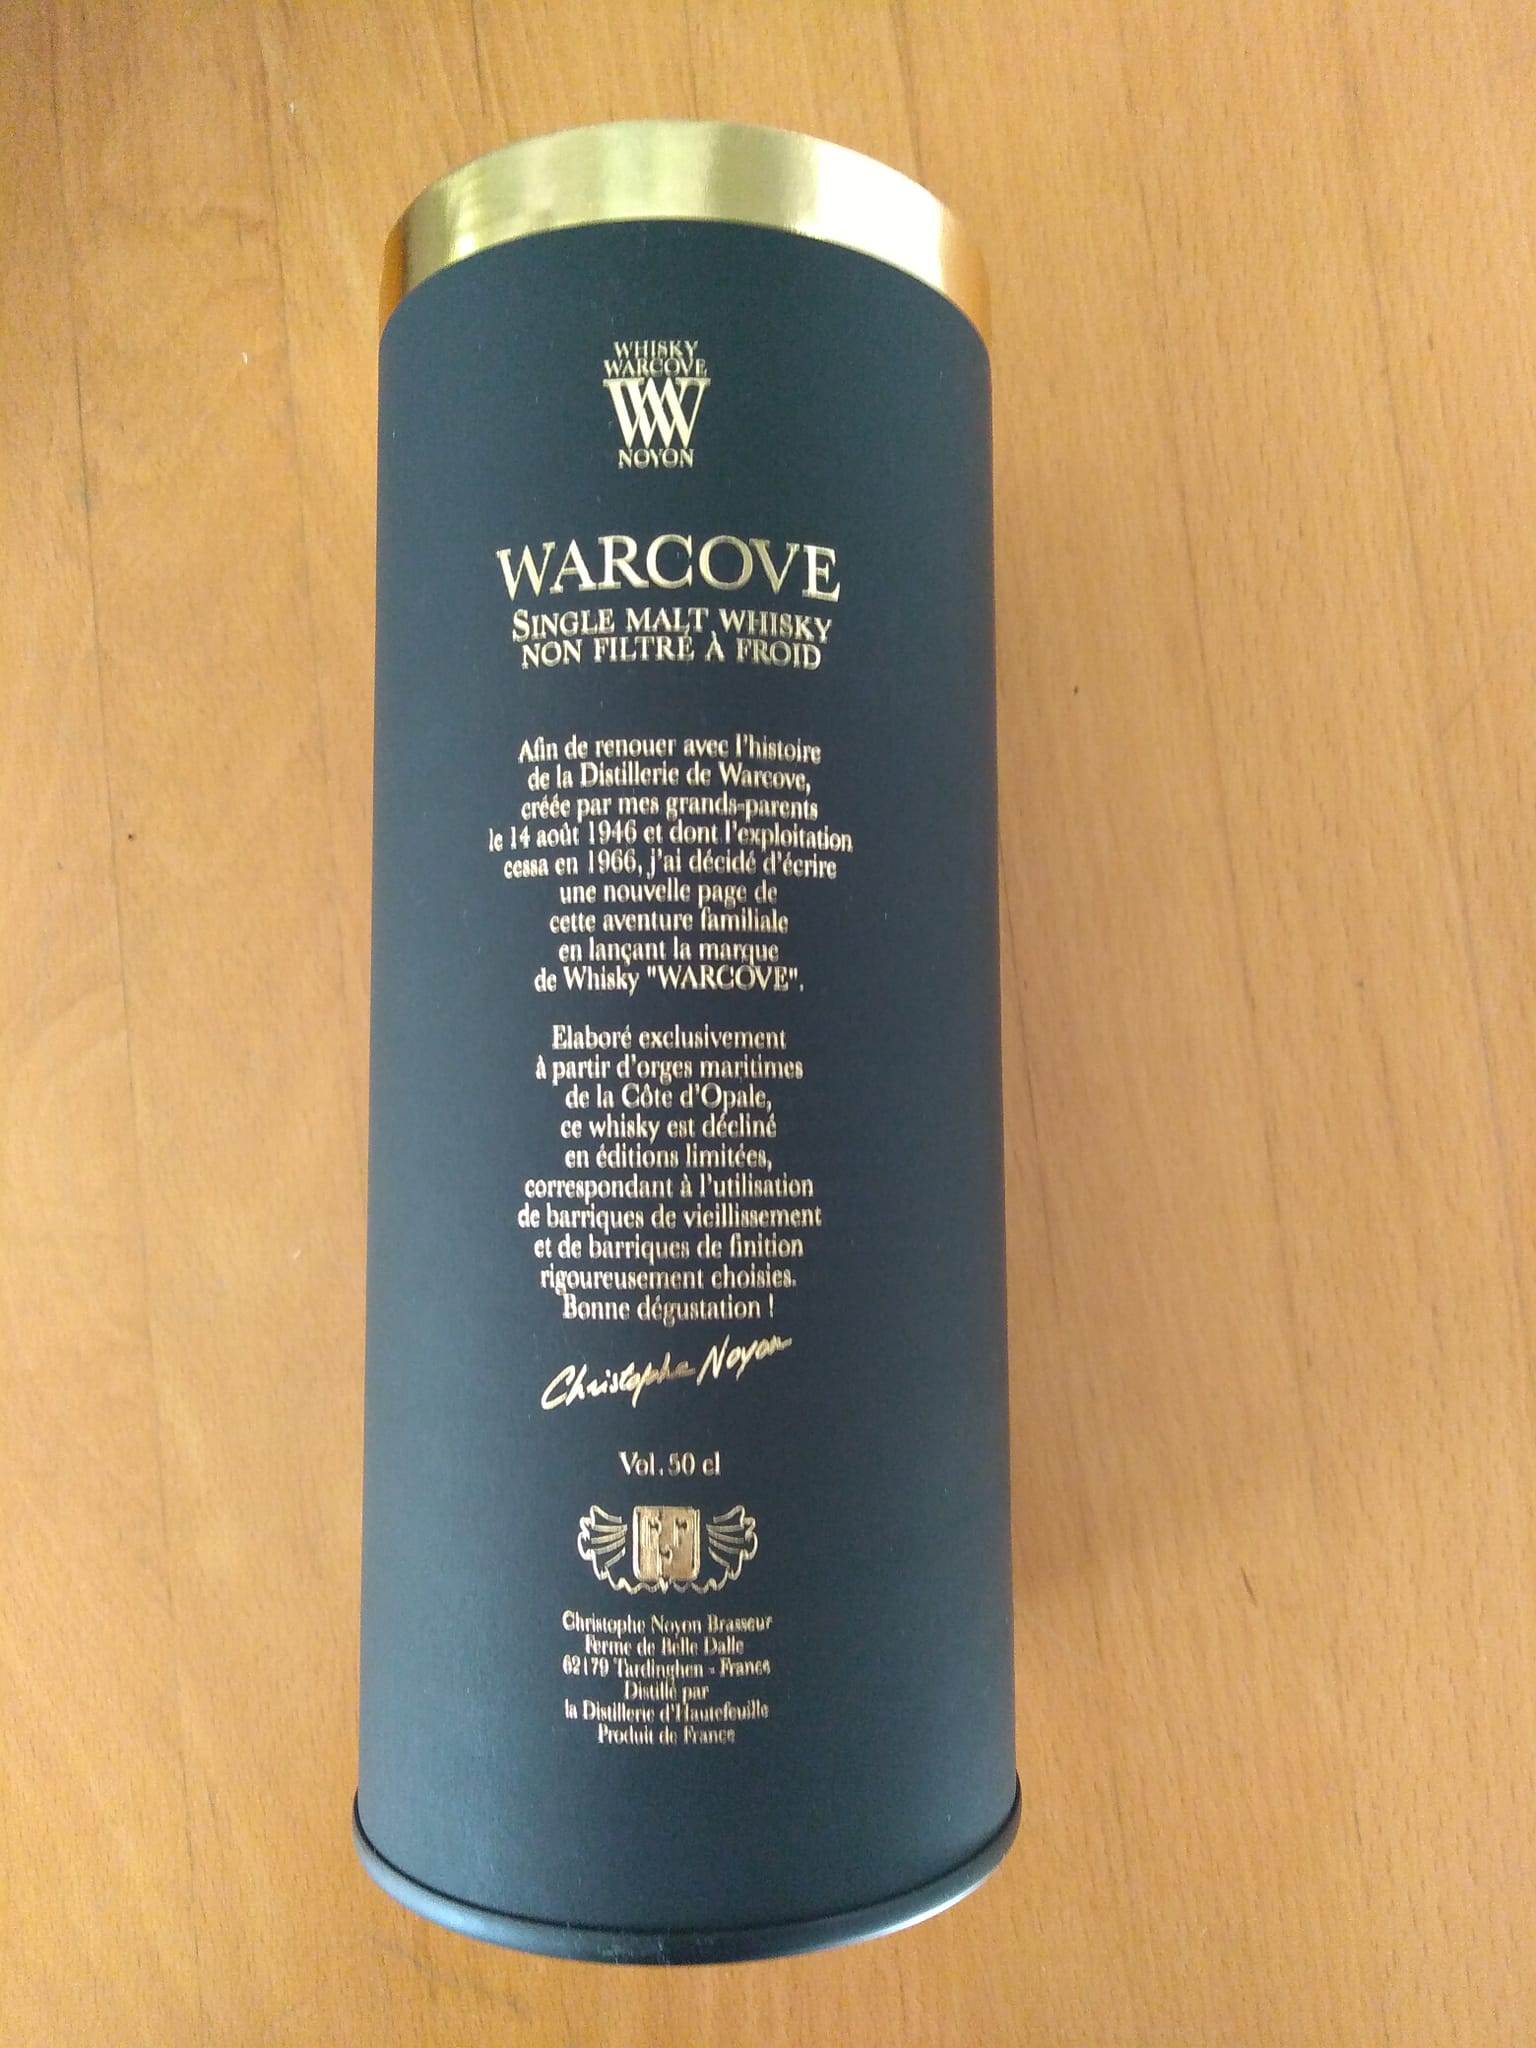 WHISKY
WARCOVE
W
NOYON
WARCOVE
SINGLE MALT WHISKY
NON FILTRÉ À FROID
Afin de renouer avec l'histoire
de la Distillerie de Warcove,
créée par mes grands-parents
le 14 août 1946 et dont l'exploitation
cessa en 1966, j'ai décidé d'écrire
une nouvelle page de
cette aventure familiale
en lançant la marque
de Whisky "WARCOVE".
Elaboré exclusivement
à partir d'orges maritimes
de la Côte d'Opale,
ce whisky est décliné
en éditions limitées,
correspondant à l'utilisation
de barriques de vieillissement
et de barriques de finition
rigoureusement choisies.
Bonne dégustation !
Christophe Noyon
Vol. 50 cl
Christophe Noyon Brasseur
Ferme de Belle Dalle
62179 Tardinghen - France
Distillé par
la Distillerie d'Hautefeuille
Produit de France